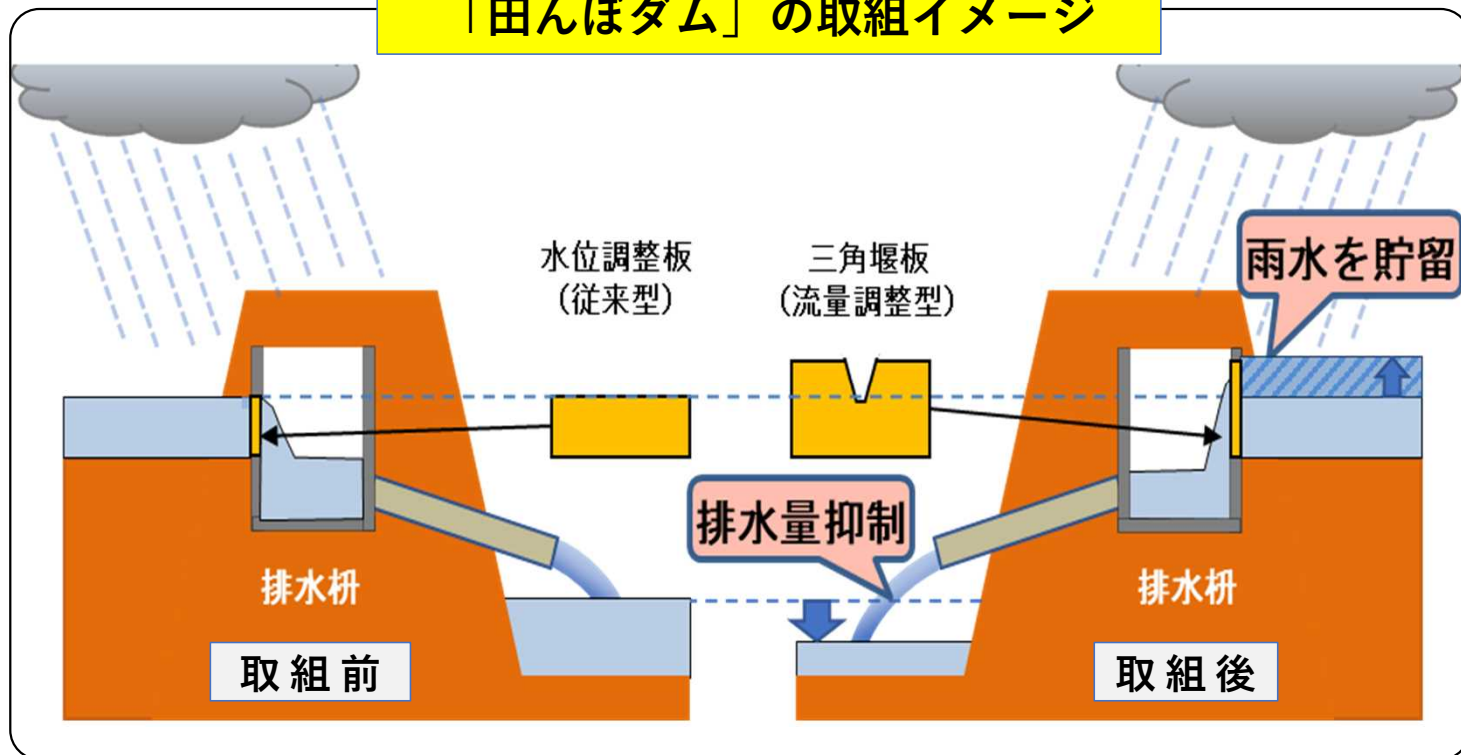 「田んぼダム」の取組イメージ
水位調整板
(従来型)
三角堰板
(流量調整型)
雨水を貯留
排水量抑制
排水枡
排水枡
取組前
取組後